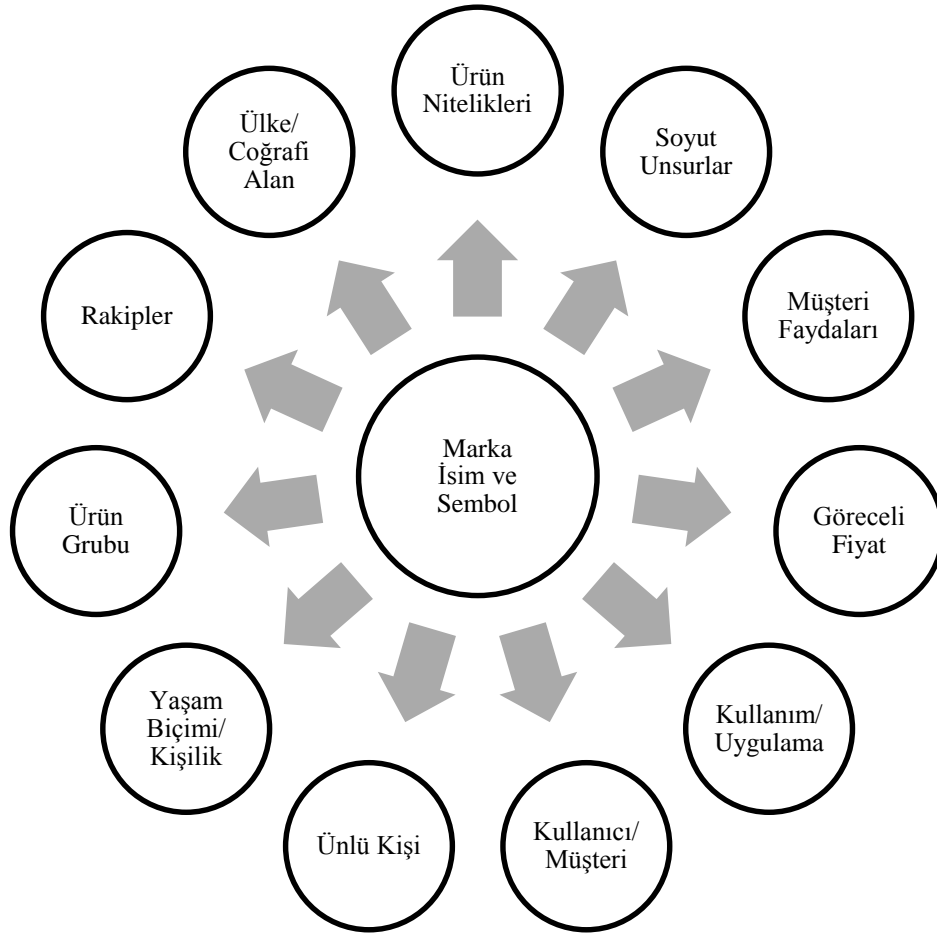 Ürün
Nitelikleri
Soyut
Unsurlar
Müşteri
Faydaları
Göreceli
Fiyat
Kullanım/
Uygulama
Kullanıcı/
Müşteri
Ünlü Kişi
Yaşam
Biçimi/
Kişilik
Ürün
Grubu
Rakipler
Ülke/
Coğrafi
Alan
Marka
İsim ve
Sembol